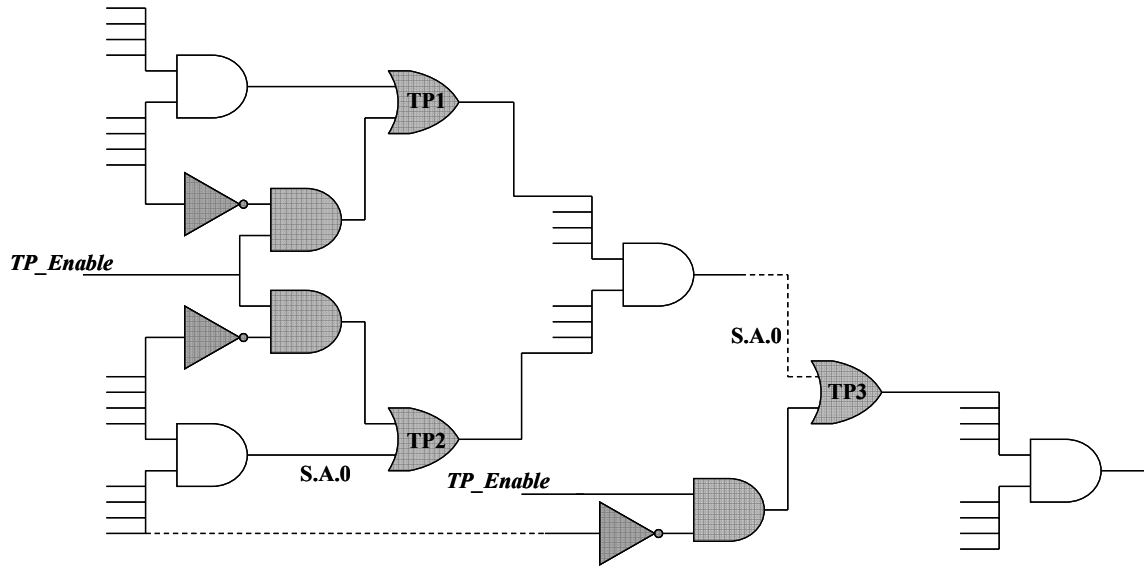 TP1
TP_Enable
S.A.0
TP3
TP2
S.A.0
TP_Enable